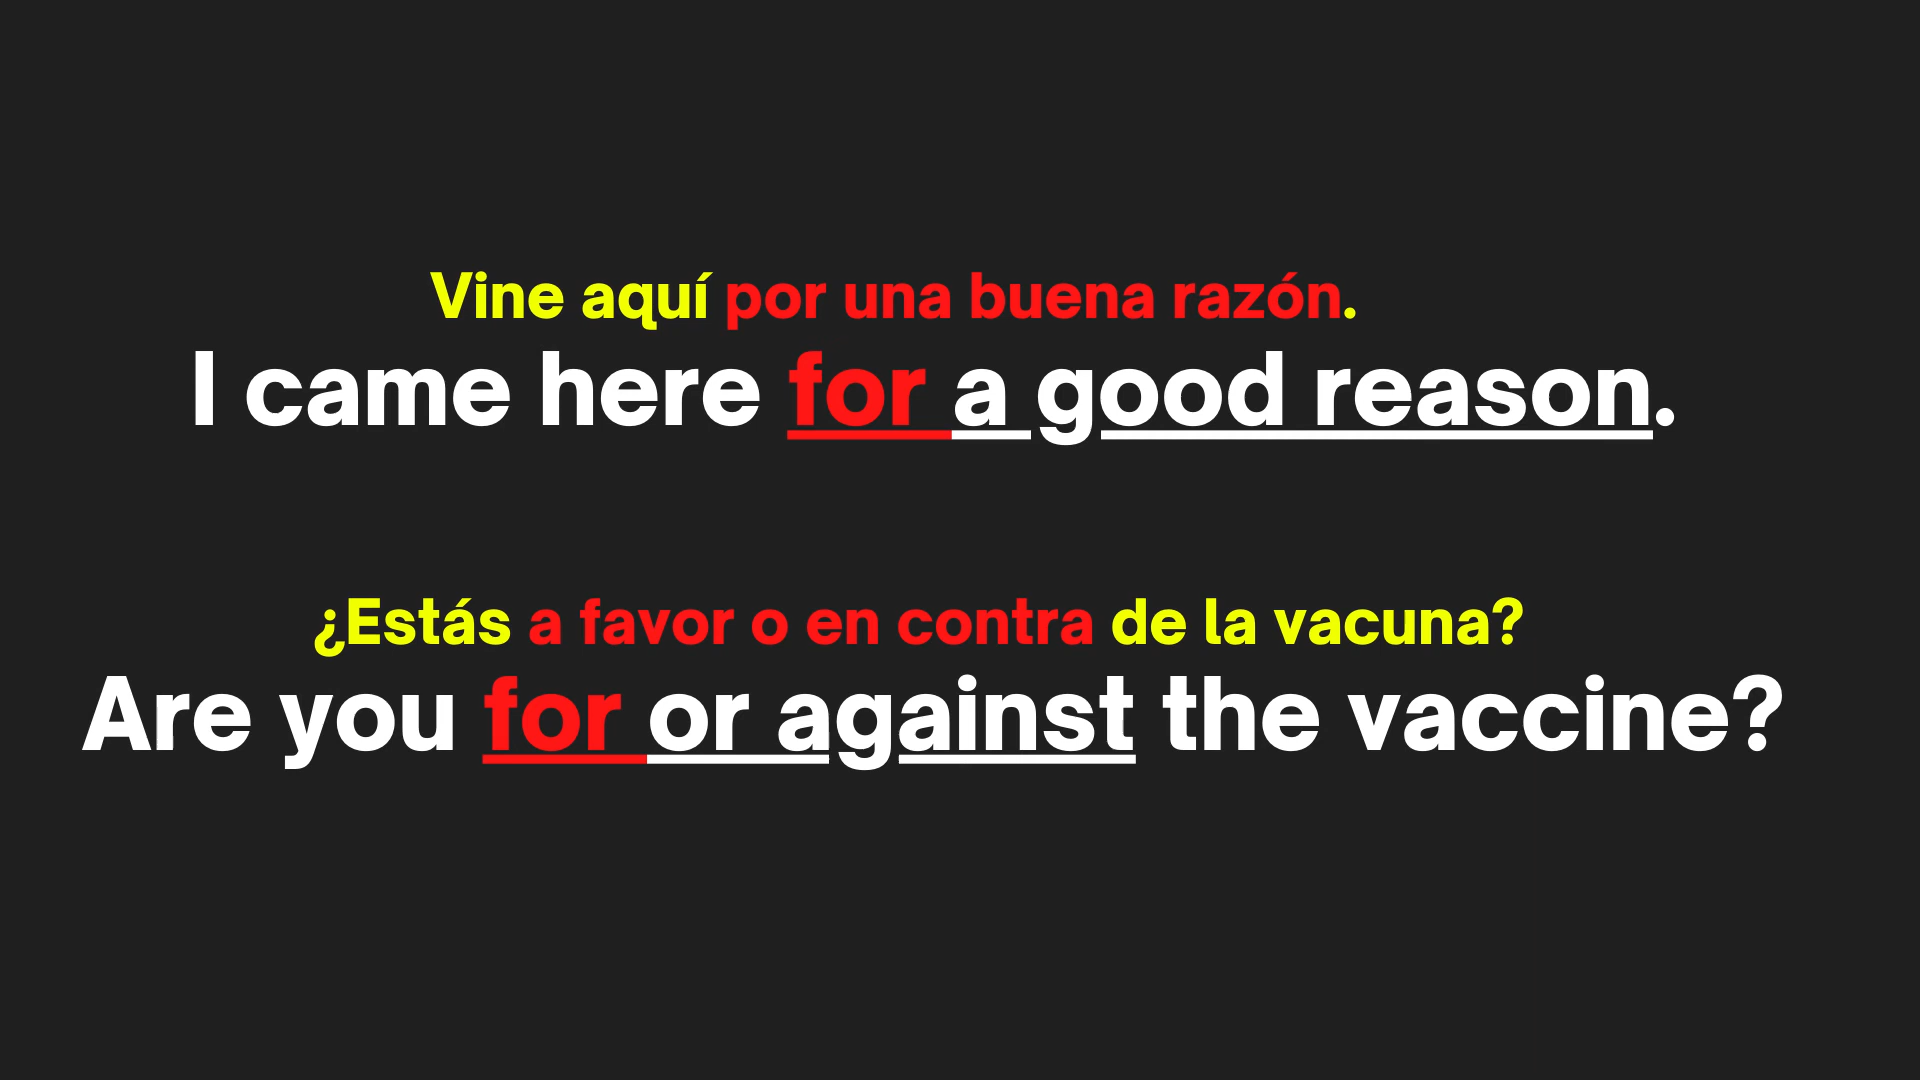 Vine aquí por una buena razón.
I came here for a good reason.
¿Estás a favor o en contra de la vacuna?
Are you for or against the vaccine?